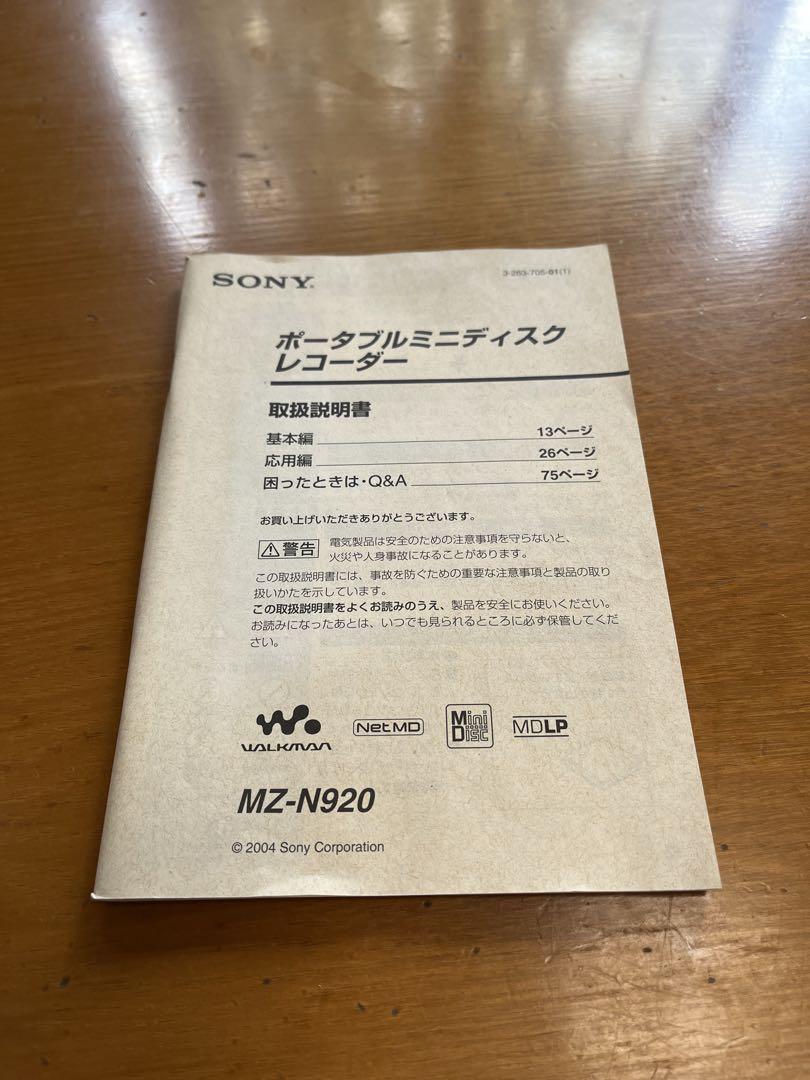 SONY®
3-263-705-01(1)
ポータブルミニディスク
レコーダー
取扱説明書
基本編 13ページ
応用編 26ページ
困ったときは・Q&A 75ページ
お買い上げいただきありがとうございます。
⚠警告 電気製品は安全のための注意事項を守らないと、
火災や人身事故になることがあります。
この取扱説明書には、事故を防ぐための重要な注意事項と製品の取り
扱いかたを示しています。
この取扱説明書をよくお読みのうえ、製品を安全にお使いください。
お読みになったあとは、いつでも見られるところに必ず保管してくだ
さい。
WALKMAN
NetMD
Mini
Disc
MDLP
MZ-N920
© 2004 Sony Corporation